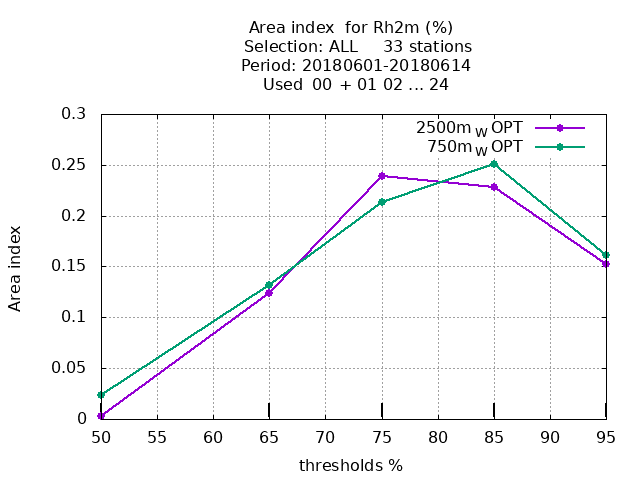 Area index  for Rh2m (%)
Selection: ALL     33 stations
Period: 20180601-20180614
Used  00 + 01 02 ... 24
0.3
0.25
0.2
0.15
0.1
0.05
0
Area index
2500m W OPT
750m W OPT
50 55 60 65 70 75 80 85 90 95
thresholds %